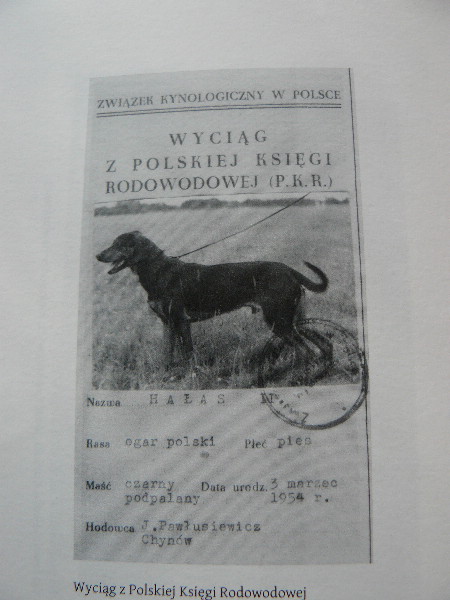 ZWIĄZEK KYNOLOGICZNY W POLSCE
WYCIĄG
Z POLSKIEJ KSIĘGI
RODOWODOWEJ (P.K.R.)
Nazwa HAŁAS
Rasa ogar polski Płeć pies
Maść czarny Data urodz. 3 marzec
podpalany 1954 r.
Hodowca J.Pawłusiewicz
Chynów
Wyciąg z Polskiej Księgi Rodowodowej